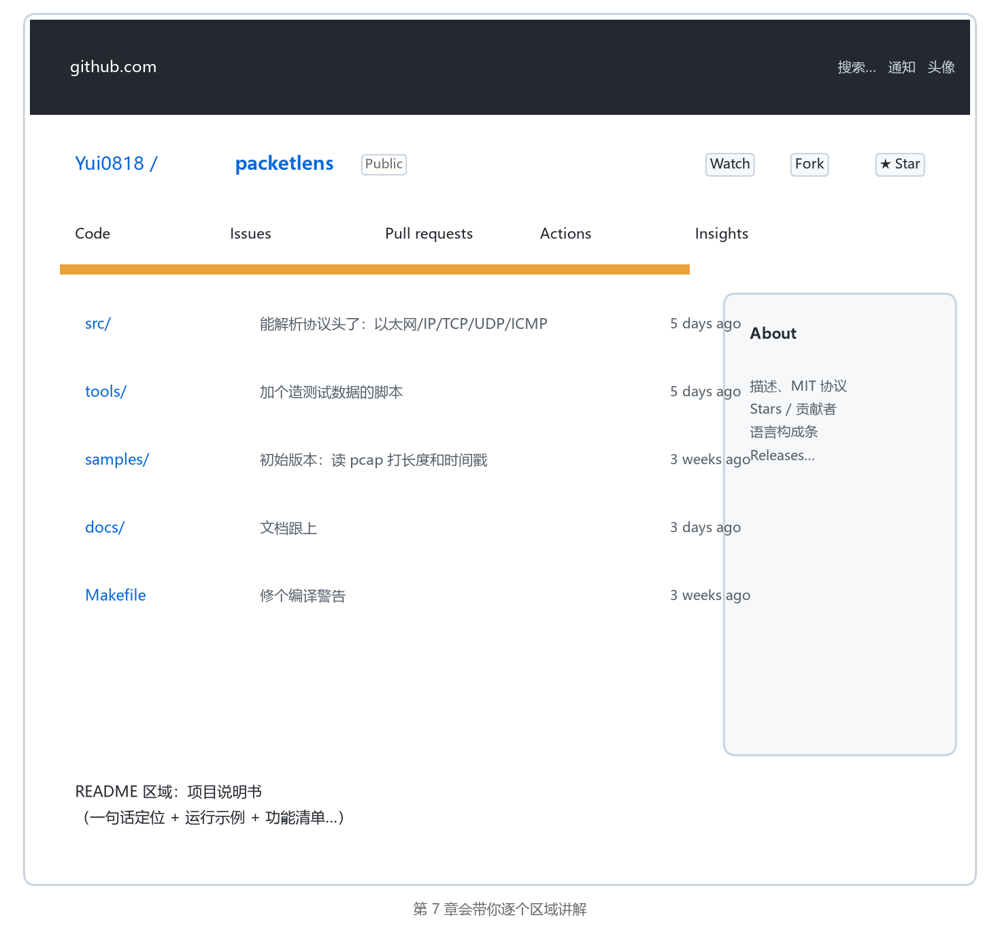 github.com 搜索... 通知 头像
Yui0818 / packetlens Public Watch Fork ★ Star
Code Issues Pull requests Actions Insights
src/ 能解析协议头了：以太网/IP/TCP/UDP/ICMP 5 days ago
tools/ 加个造测试数据的脚本 5 days ago
samples/ 初始版本：读 pcap 打长度和时间戳 3 weeks ago
docs/ 文档跟上 3 days ago
Makefile 修个编译警告 3 weeks ago
About
描述、MIT 协议
Stars / 贡献者
语言构成条
Releases...
README 区域：项目说明书
（一句话定位 + 运行示例 + 功能清单...）
第 7 章会带你逐个区域讲解